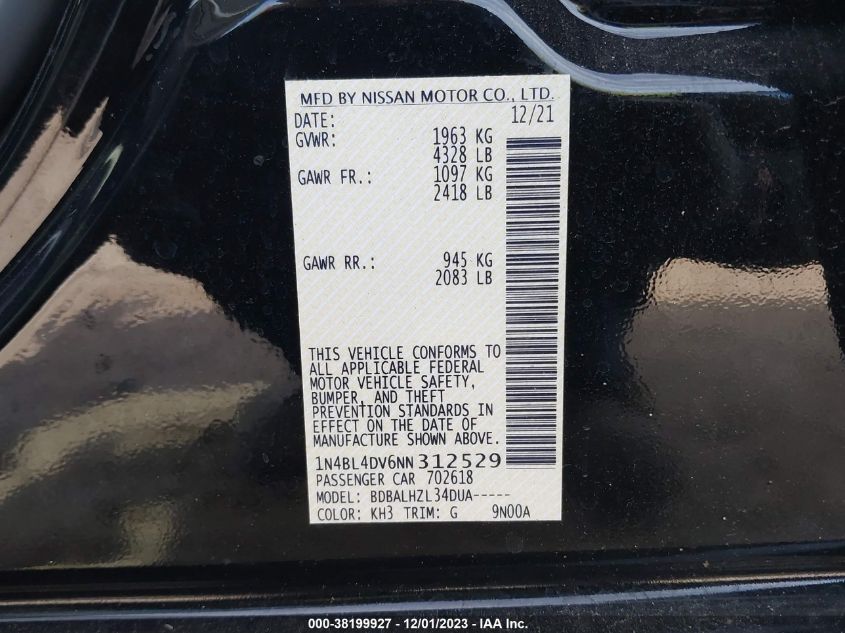 MFD BY NISSAN MOTOR CO., LTD.
DATE: 12/21
GVWR: 1963 KG
4328 LB
GAWR FR.: 1097 KG
2418 LB
GAWR RR.: 945 KG
2083 LB
THIS VEHICLE CONFORMS TO
ALL APPLICABLE FEDERAL
MOTOR VEHICLE SAFETY,
BUMPER, AND THEFT
PREVENTION STANDARDS IN
EFFECT ON THE DATE OF
MANUFACTURE SHOWN ABOVE.
1N4BL4DV6NN312529
PASSENGER CAR 702618
MODEL: BDBALHZL34DUA-----
COLOR: KH3 TRIM: G 9N00A
000-38199927 - 12/01/2023 - IAA Inc.